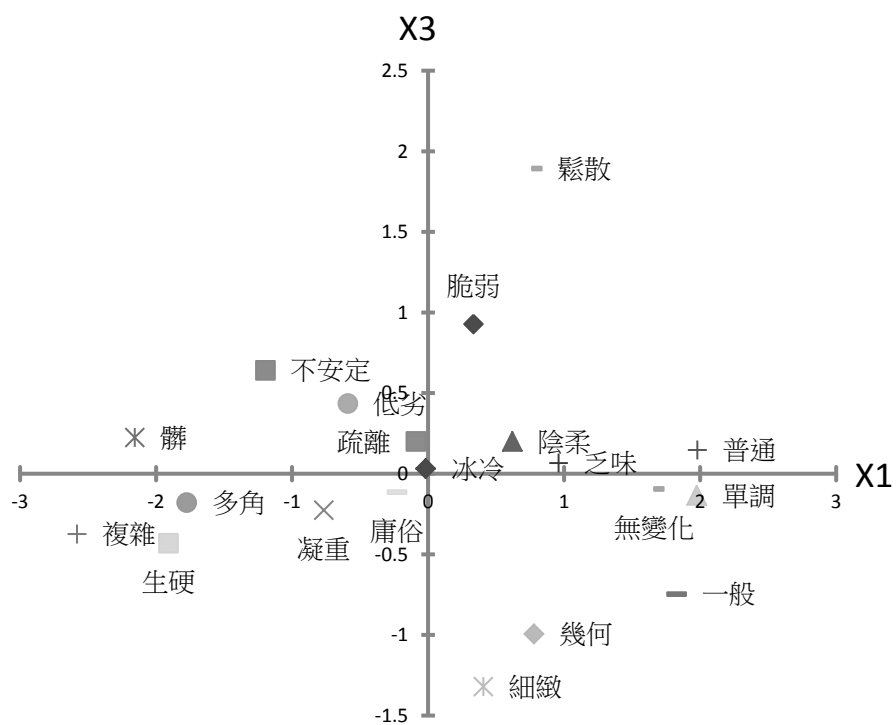 X3
2.5
2
鬆散
1.5
脆弱
1
不安定
0.5
低劣
髒
疏離
陰柔
冰冷
乏味
普通
0
X1
-3
-2
-1
0
1
2
3
多角
庸俗
無變化
單調
複雜
凝重
生硬
-0.5
一般
-1
幾何
細緻
-1.5